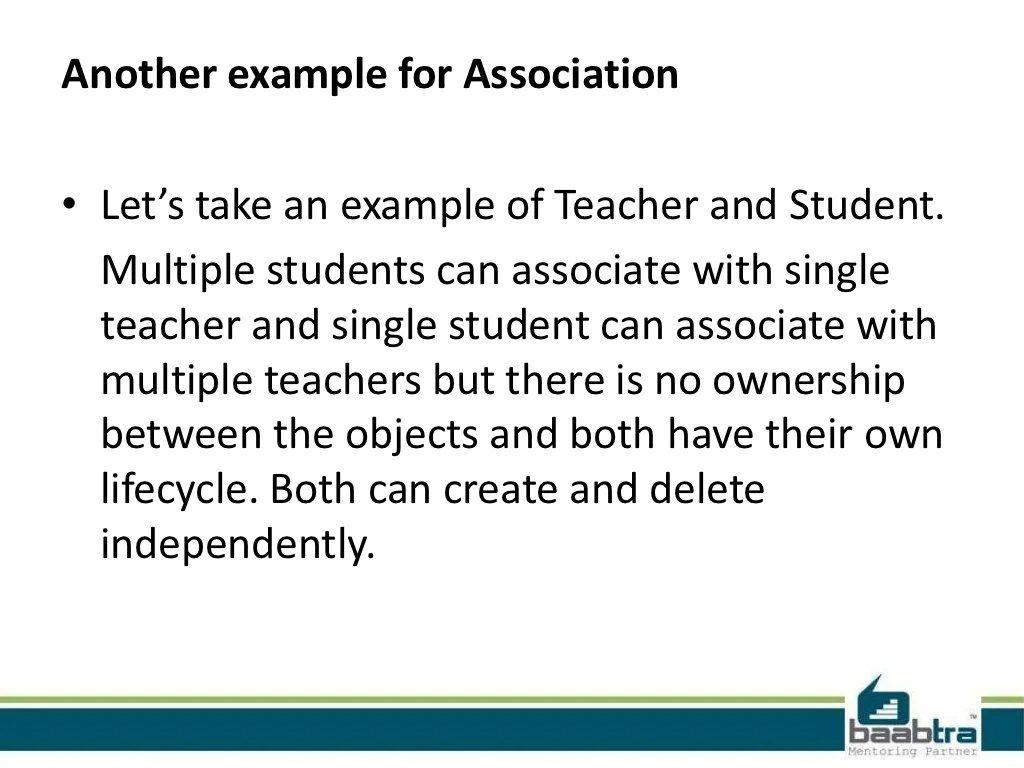 Another example for Association
• Let’s take an example of Teacher and Student.
Multiple students can associate with single
teacher and single student can associate with
multiple teachers but there is no ownership
between the objects and both have their own
lifecycle. Both can create and delete
independently.
baabtra™
Mentoring Partner